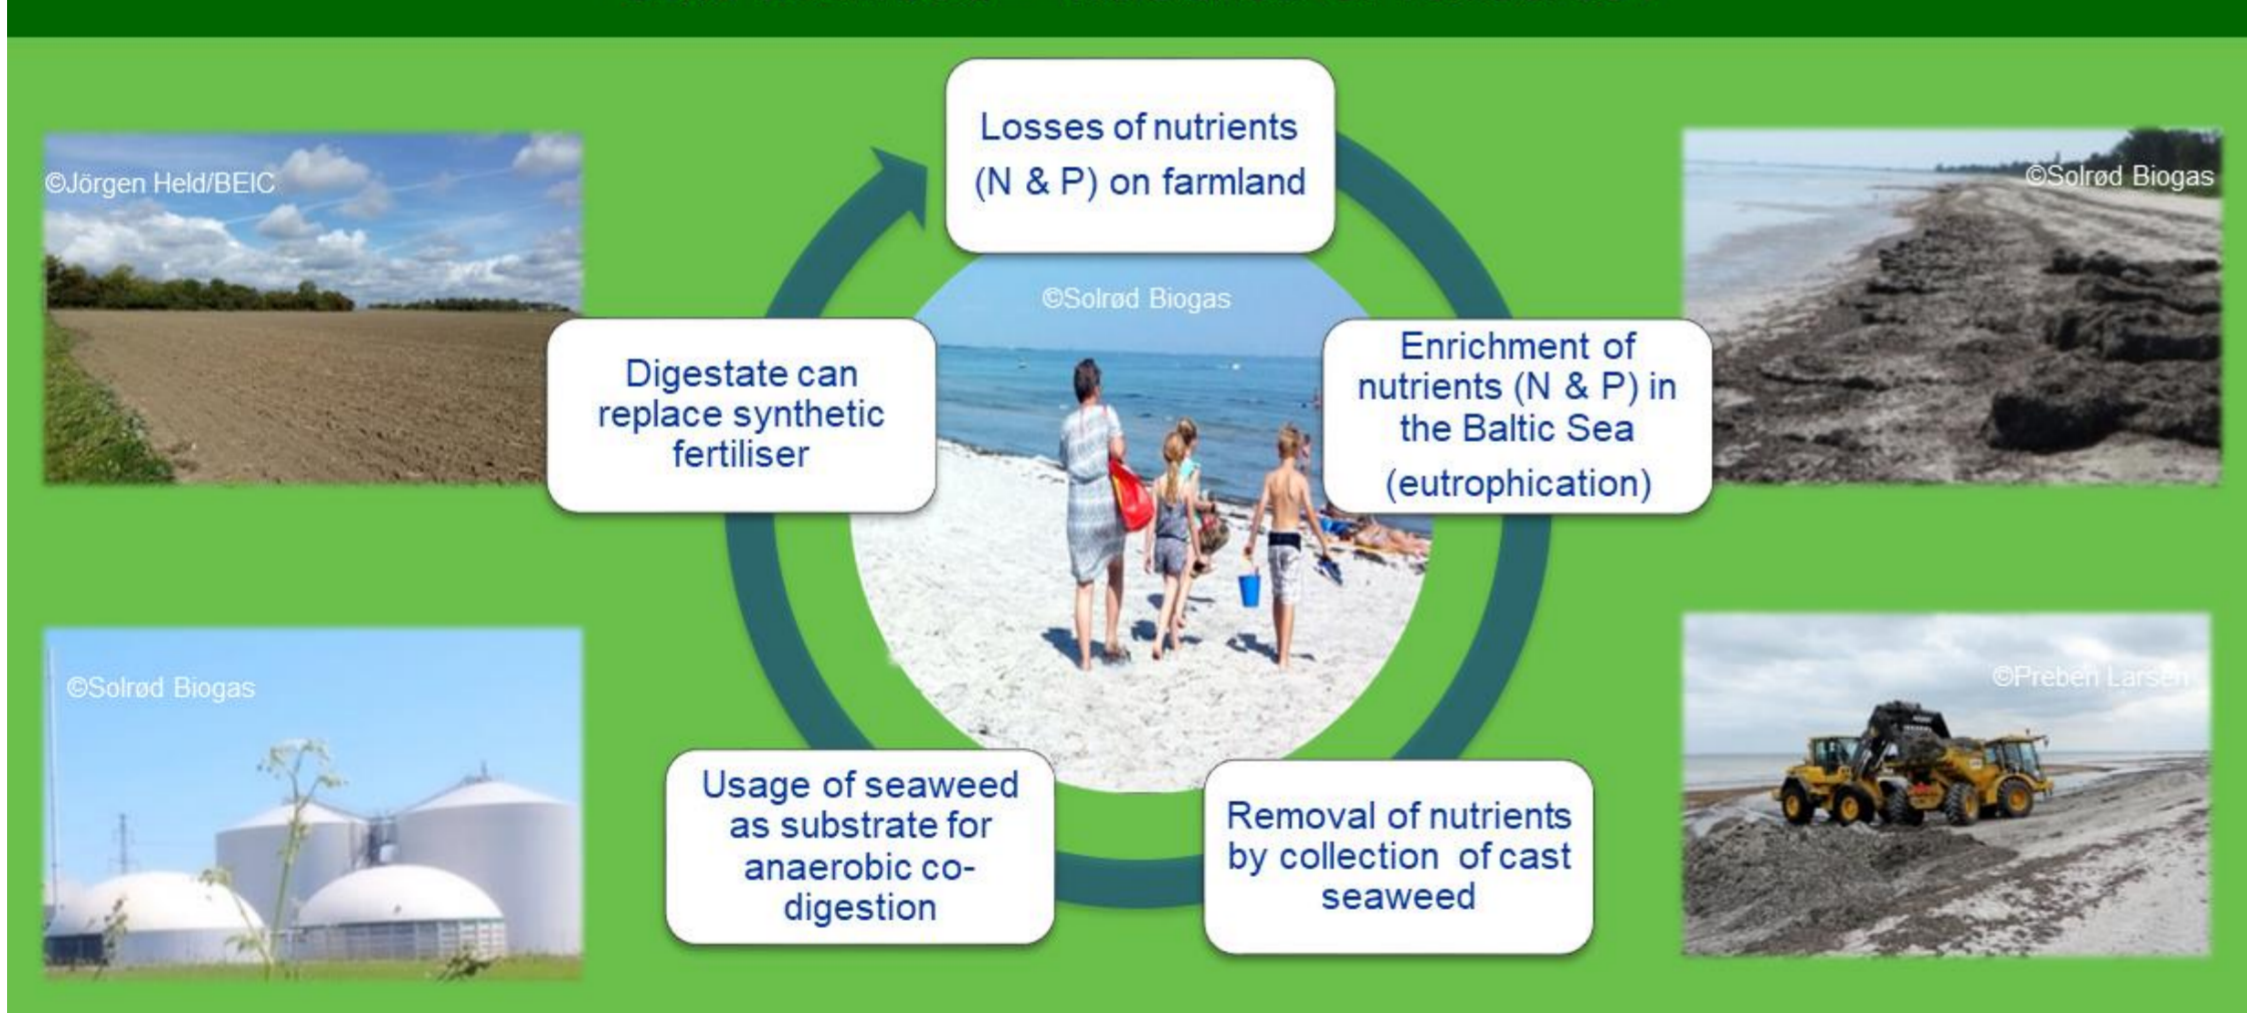 Losses of nutrients
(N & P) on farmland
©Jörgen Held/BEIC
©Solrød Biogas
©Solrød Biogas
Enrichment of
nutrients (N & P) in
the Baltic Sea
(eutrophication)
Digestate can
replace synthetic
fertiliser
©Solrød Biogas
©Preben Larsen
Usage of seaweed
as substrate for
anaerobic co-
digestion
Removal of nutrients
by collection of cast
seaweed